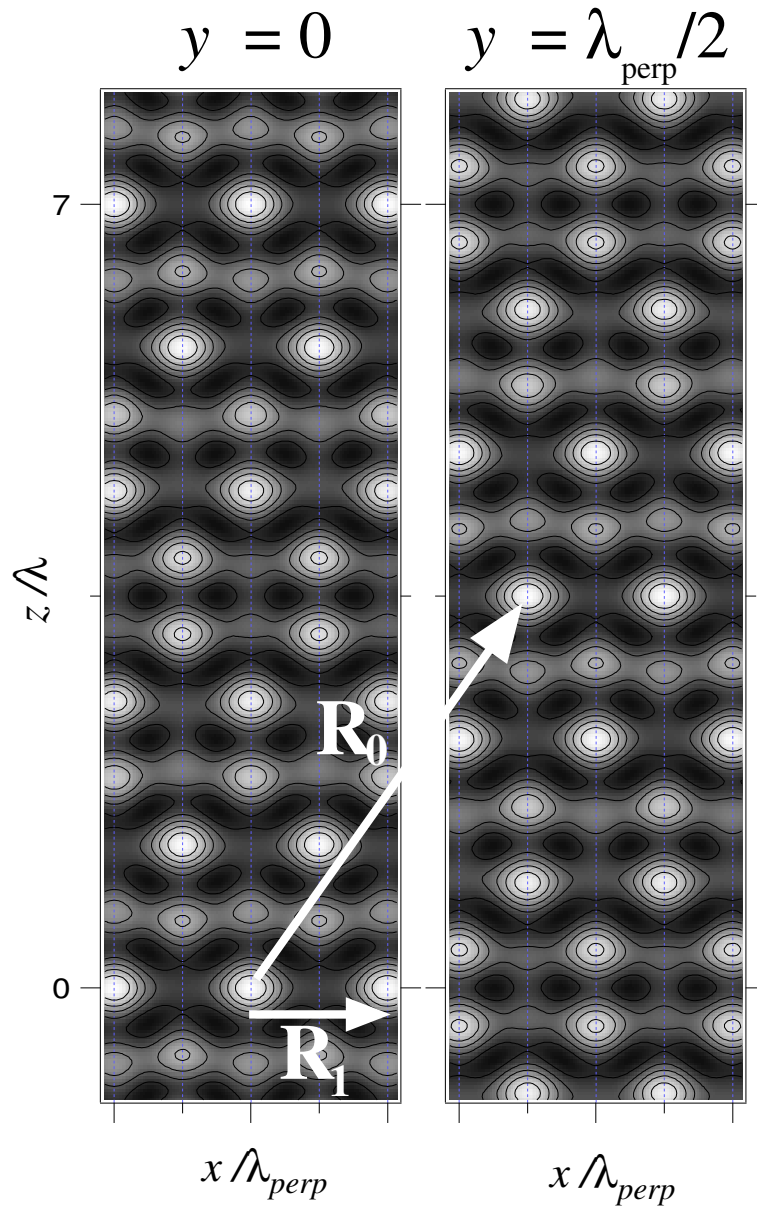 y = 0
y = λperp/2
7
z/λ
R0
0
R1
x/λperp
x/λperp